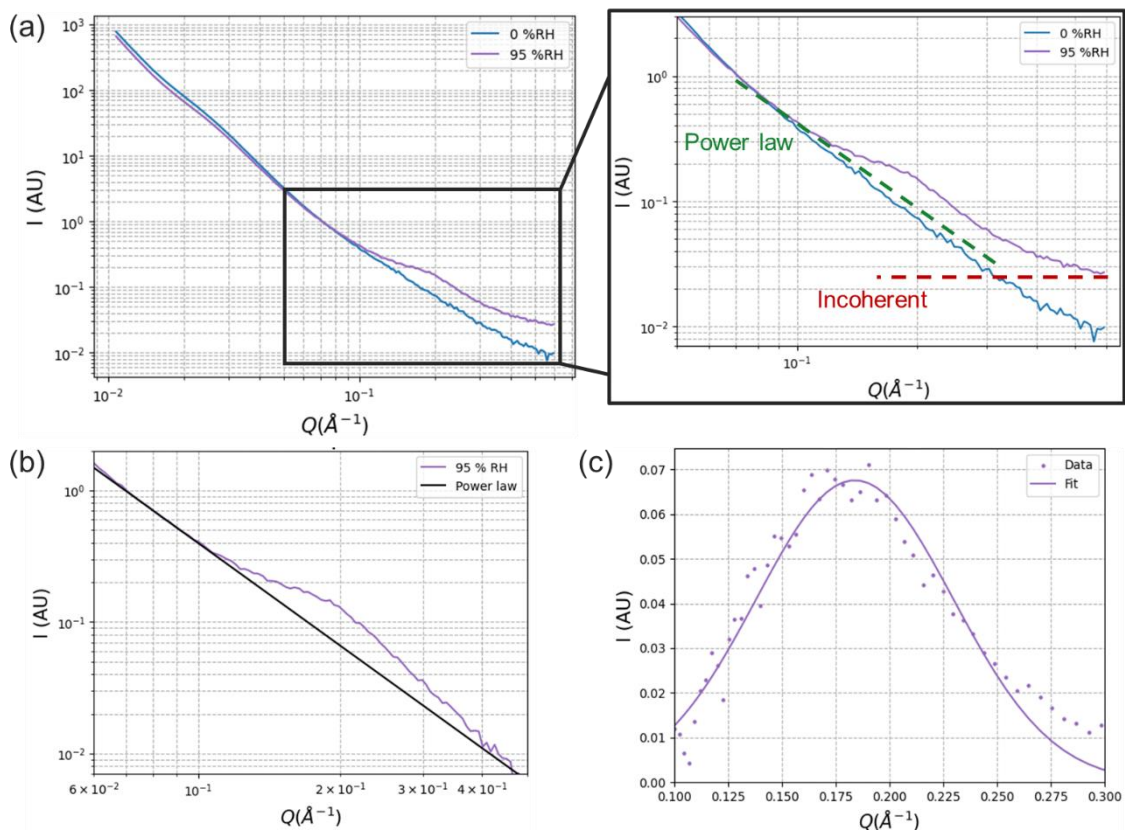 (a)
10³
10²
10¹
10⁰
10⁻¹
10⁻²
I (AU)
10⁻²
10⁻¹
Q(Å⁻¹)
0 %RH
95 %RH
10⁰
10⁻¹
10⁻²
I (AU)
10⁻¹
Q(Å⁻¹)
0 %RH
95 %RH
Power law
Incoherent
(b)
10⁰
10⁻¹
10⁻²
I (AU)
6 × 10⁻²
10⁻¹
2 × 10⁻¹
3 × 10⁻¹
4 × 10⁻¹
Q(Å⁻¹)
95 % RH
Power law
(c)
0.07
0.06
0.05
0.04
0.03
0.02
0.01
0.00
I (AU)
0.100
0.125
0.150
0.175
0.200
0.225
0.250
0.275
0.300
Q(Å⁻¹)
Data
Fit